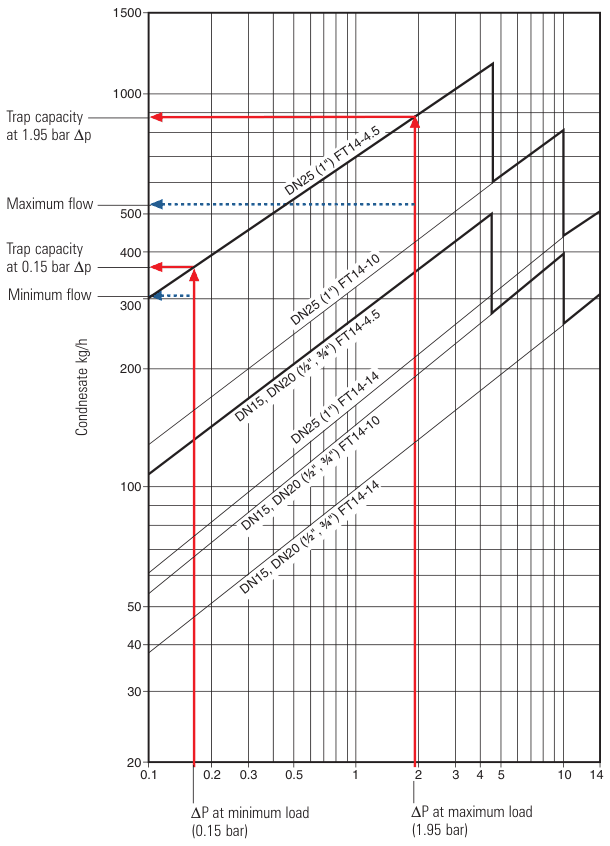 1500
1000
500
400
300
200
100
50
40
30
20
Trap capacity
at 1.95 bar Δp
Maximum flow
Trap capacity
at 0.15 bar Δp
Minimum flow
Condnesate kg/h
DN25 (1") FT14-4.5
DN25 (1") FT14-10
DN15, DN20 (½", ¾") FT14-4.5
DN25 (1") FT14-14
DN15, DN20 (½", ¾") FT14-10
DN15, DN20 (½", ¾") FT14-14
0.1 0.2 0.3 0.5 1 2 3 4 5 10 14
ΔP at minimum load
(0.15 bar)
ΔP at maximum load
(1.95 bar)